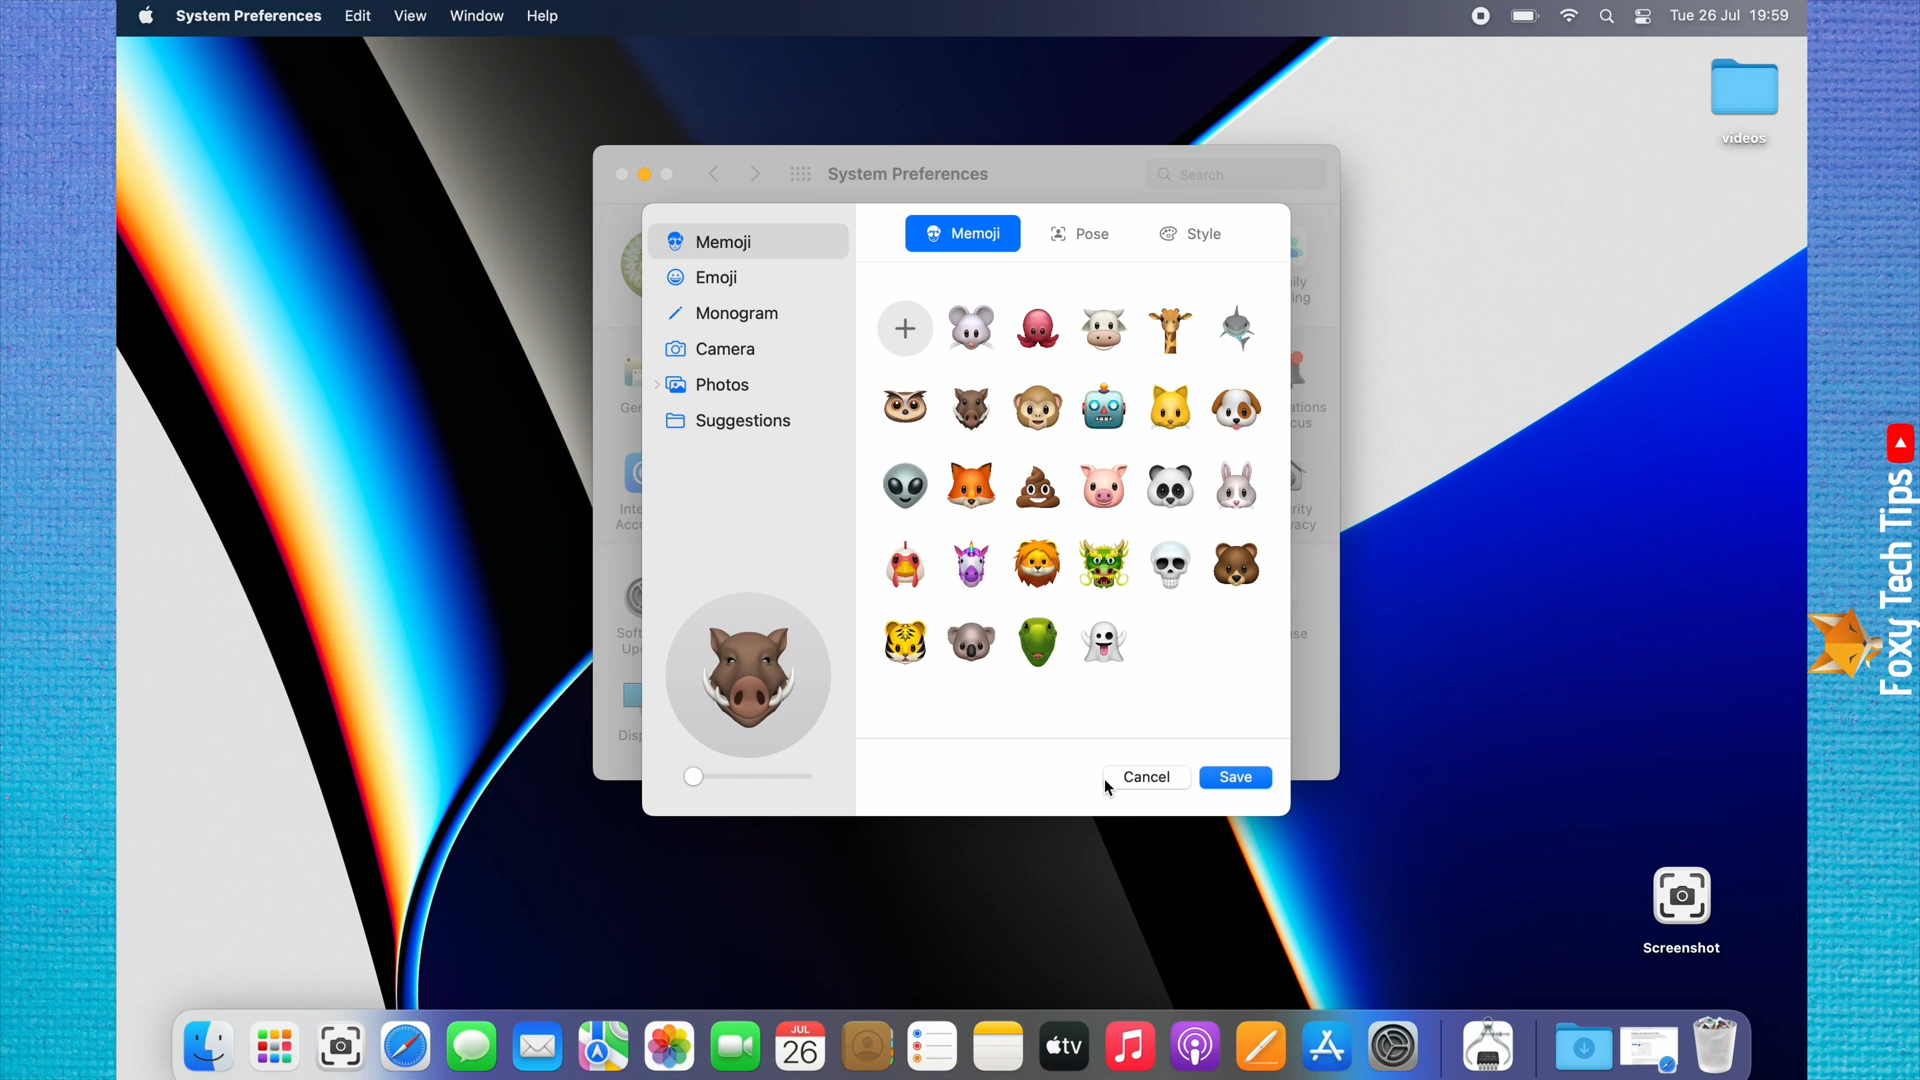 System Preferences Edit View Window Help
Tue 26 Jul 19:59
videos
System Preferences
Search
Memoji
Emoji
Monogram
Camera
Photos
Suggestions
Memoji
Pose
Style
Cancel
Save
Screenshot
JUL
26
tv
Foxy Tech Tips